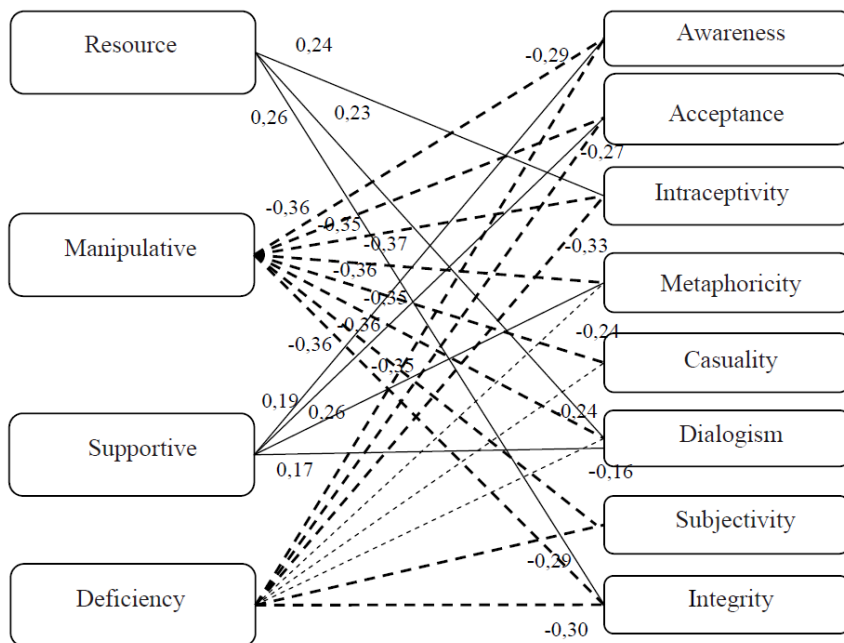 Resource
Manipulative
Supportive
Deficiency
0,24
0,26
0,23
-0,29
-0,27
-0,33
-0,36
-0,35
-0,37
-0,36
-0,35
-0,36
-0,36
-0,35
-0,24
0,19
0,26
0,24
0,17
-0,16
-0,29
-0,30
Awareness
Acceptance
Intraceptivity
Metaphoricity
Casuality
Dialogism
Subjectivity
Integrity